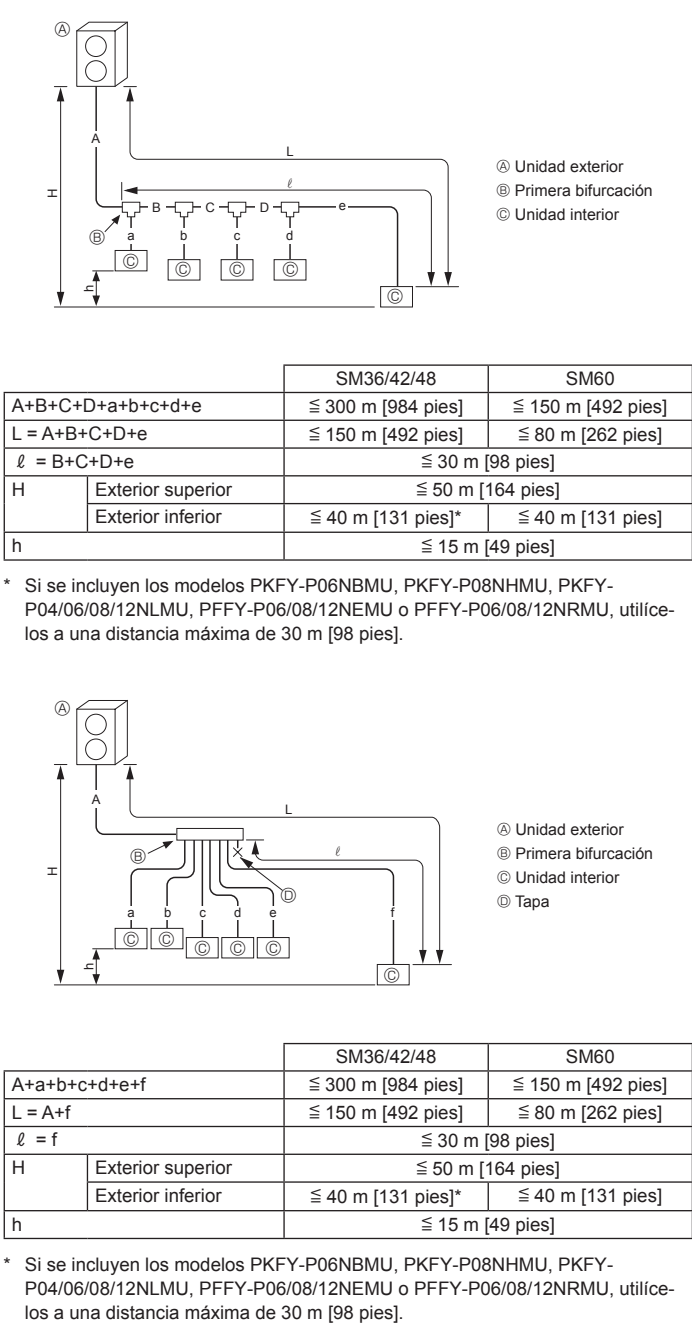 Ⓐ
A
L
H
ℓ
B C D e
Ⓑ
a b c d
Ⓒ Ⓒ Ⓒ Ⓒ
h
Ⓒ
Ⓐ Unidad exterior
Ⓑ Primera bifurcación
Ⓒ Unidad interior
SM36/42/48 SM60
A+B+C+D+a+b+c+d+e ≦ 300 m [984 pies] ≦ 150 m [492 pies]
L = A+B+C+D+e ≦ 150 m [492 pies] ≦ 80 m [262 pies]
ℓ = B+C+D+e ≦ 30 m [98 pies]
H Exterior superior ≦ 50 m [164 pies]
Exterior inferior ≦ 40 m [131 pies]* ≦ 40 m [131 pies]
h ≦ 15 m [49 pies]
* Si se incluyen los modelos PKFY-P06NBMU, PKFY-P08NHMU, PKFY-
P04/06/08/12NLMU, PFFY-P06/08/12NEMU o PFFY-P06/08/12NRMU, utilíce-
los a una distancia máxima de 30 m [98 pies].
Ⓐ
A
L
Ⓑ
ℓ
H
Ⓓ
a b c d e f
Ⓒ Ⓒ Ⓒ Ⓒ Ⓒ
h
Ⓒ
Ⓐ Unidad exterior
Ⓑ Primera bifurcación
Ⓒ Unidad interior
Ⓓ Tapa
SM36/42/48 SM60
A+a+b+c+d+e+f ≦ 300 m [984 pies] ≦ 150 m [492 pies]
L = A+f ≦ 150 m [492 pies] ≦ 80 m [262 pies]
ℓ = f ≦ 30 m [98 pies]
H Exterior superior ≦ 50 m [164 pies]
Exterior inferior ≦ 40 m [131 pies]* ≦ 40 m [131 pies]
h ≦ 15 m [49 pies]
* Si se incluyen los modelos PKFY-P06NBMU, PKFY-P08NHMU, PKFY-
P04/06/08/12NLMU, PFFY-P06/08/12NEMU o PFFY-P06/08/12NRMU, utilíce-
los a una distancia máxima de 30 m [98 pies].